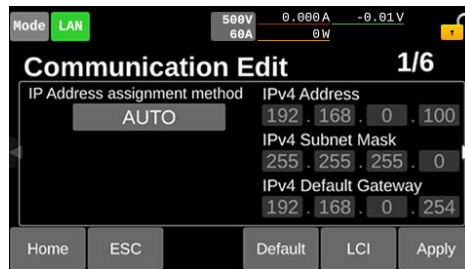 Mode LAN 500V 0.000A -0.01V
60A 0W
Communication Edit 1/6
IP Address assignment method IPv4 Address
AUTO 192 . 168 . 0 . 100
IPv4 Subnet Mask
255 . 255 . 255 . 0
IPv4 Default Gateway
192 . 168 . 0 . 254
Home ESC Default LCI Apply